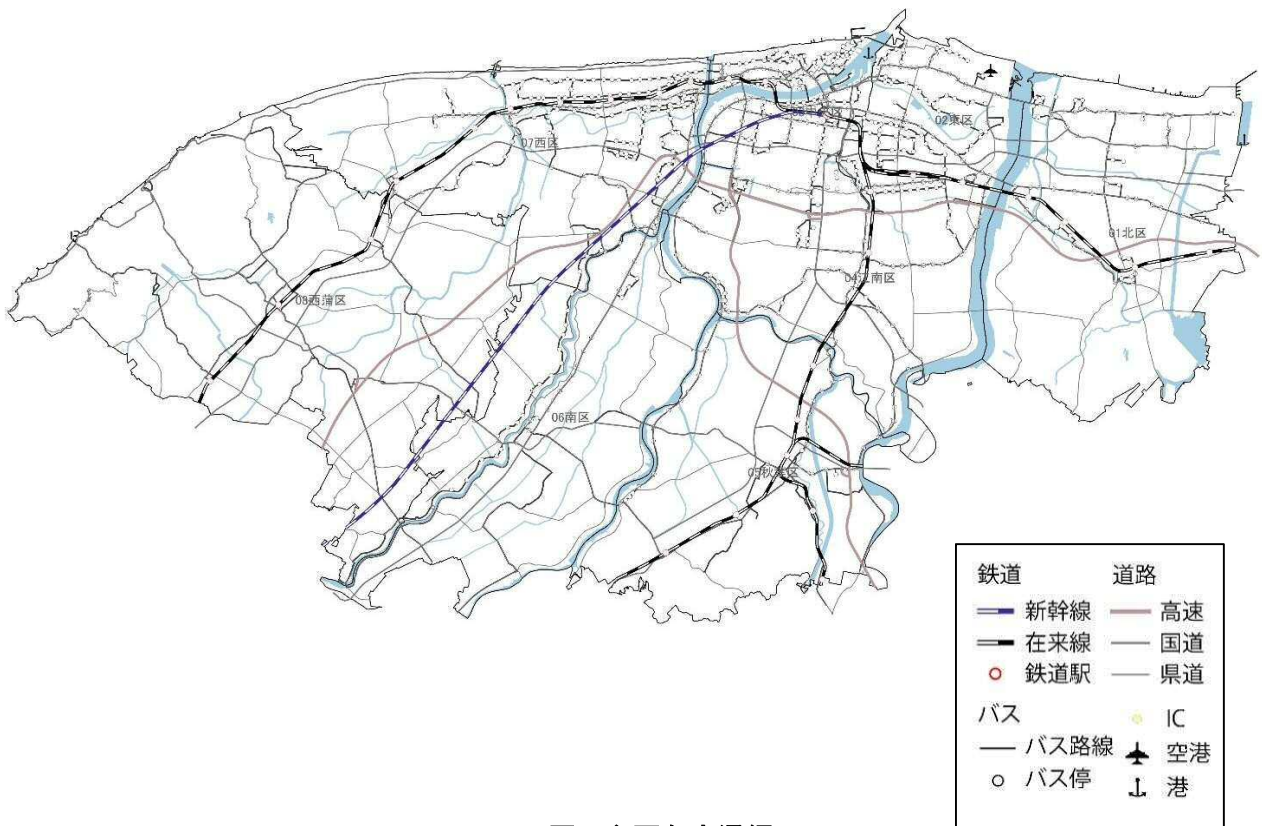 02東区
07西区
01北区
04江南区
08西蒲区
06南区
05秋葉区
鉄道
道路
新幹線
高速
在来線
国道
鉄道駅
県道
バス
IC
バス路線
空港
バス停
港